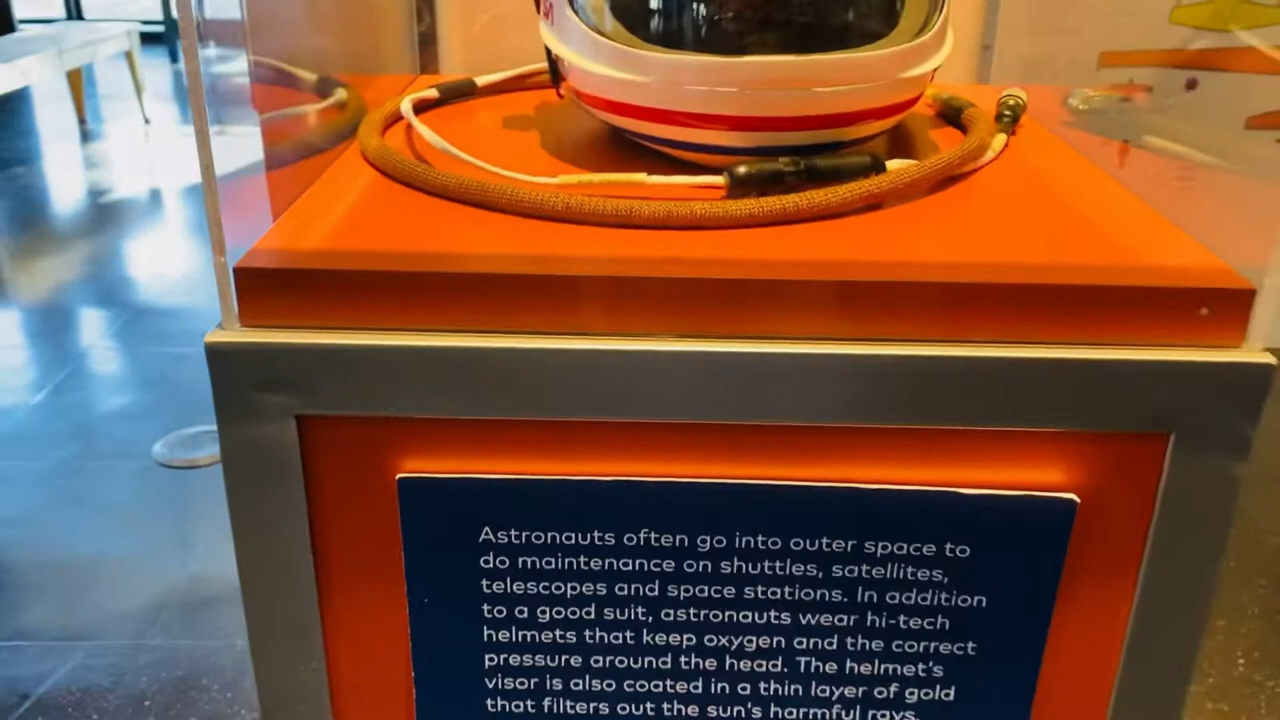 Astronauts often go into outer space to
do maintenance on shuttles, satellites,
telescopes and space stations. In addition
to a good suit, astronauts wear hi-tech
helmets that keep oxygen and the correct
pressure around the head. The helmet's
visor is also coated in a thin layer of gold
that filters out the sun's harmful rays.